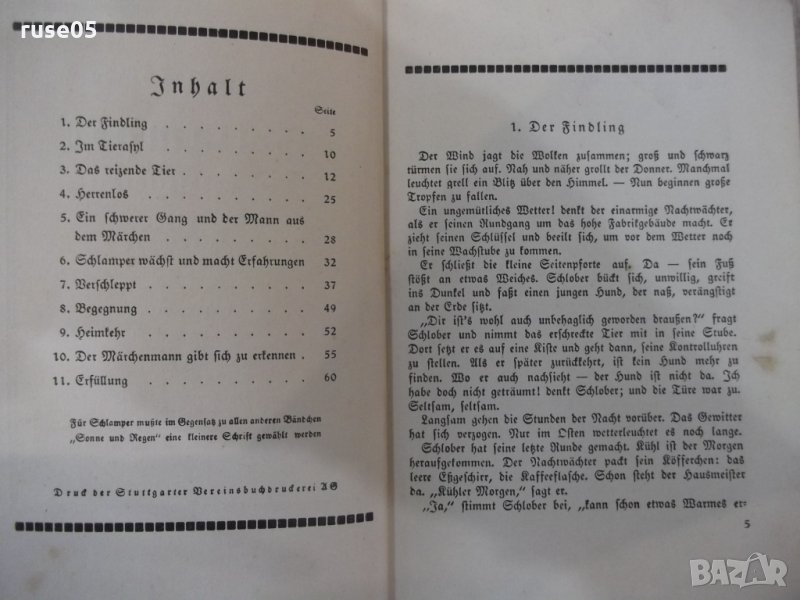 ruse05
Inhalt
Seite
1. Der Findling . . . . . . . . 5
2. Im Tierasyl . . . . . . . . 10
3. Das reizende Tier . . . . . . . 12
4. Herrenlos . . . . . . . . . 25
5. Ein schwerer Gang und der Mann aus
dem Märchen . . . . . . . . 28
6. Schlamper wächst und macht Erfahrungen 32
7. Verschleppt . . . . . . . . 37
8. Begegnung . . . . . . . . . 49
9. Heimkehr . . . . . . . . . 52
10. Der Märchenmann gibt sich zu erkennen . 55
11. Erfüllung . . . . . . . . . 60
Für Schlamper mußte im Gegensatz zu allen anderen Bändchen
„Sonne und Regen“ eine kleinere Schrift gewählt werden
Druck der Stuttgarter Vereinsbuchdruckerei AG
1. Der Findling
Der Wind jagt die Wolken zusammen; groß und schwarz
türmen sie sich auf. Nah und näher grollt der Donner. Manchmal
leuchtet grell ein Blitz über den Himmel. — Nun beginnen große
Tropfen zu fallen.
Ein ungemütliches Wetter! denkt der einarmige Nachtwächter,
als er seinen Rundgang um das hohe Fabrikgebäude macht. Er
zieht seinen Schlüssel und beeilt sich, um vor dem Wetter noch
in seine Wachstube zu kommen.
Er schließt die kleine Seitenpforte auf. Da — sein Fuß
stößt an etwas Weiches. Schlober bückt sich, unwillig, greift
ins Dunkel und faßt einen jungen Hund, der naß, verängstigt
an der Erde sitzt.
„Dir ist's wohl auch unbehaglich geworden draußen?“ fragt
Schlober und nimmt das erschreckte Tier mit in seine Stube.
Dort setzt er es auf eine Kiste und geht dann, seine Kontrolluhren
zu stellen. Als er später zurückkehrt, ist kein Hund mehr zu
finden. Wo er auch nachsieht — der Hund ist nicht da. Ich
habe doch nicht geträumt! denkt Schlober; und die Türe war zu.
Seltsam, seltsam.
Langsam gehen die Stunden der Nacht vorüber. Das Gewitter
hat sich verzogen. Nur im Osten wetterleuchtet es noch lange.
Schlober hat seine letzte Runde gemacht. Kühl ist der Morgen
heraufgekommen. Der Nachtwächter packt sein Köfferchen: das
leere Eßgeschirr, die Kaffeeflasche. Schon steht der Hausmeister
da. „Kühler Morgen,“ sagt er.
„Ja,“ stimmt Schlober bei, „kann schon etwas Warmes er-
5
BAZAR